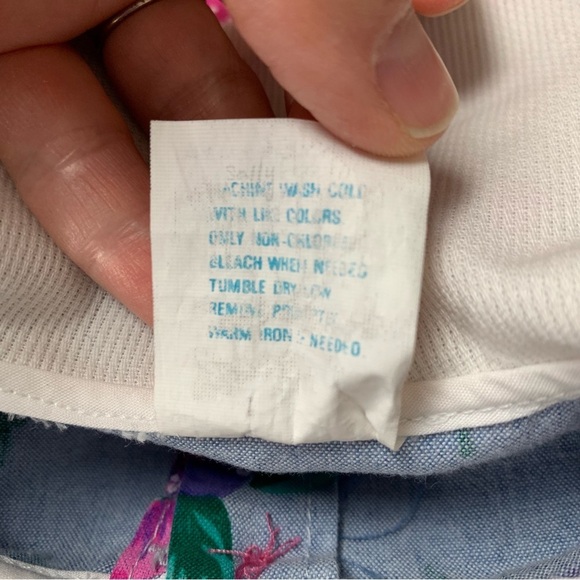 MACHINE WASH COLD
WITH LIKE COLORS
ONLY NON-CHLORINE
BLEACH WHEN NEEDED
TUMBLE DRY LOW
REMOVE PROMPTLY
WARM IRON - NEEDED